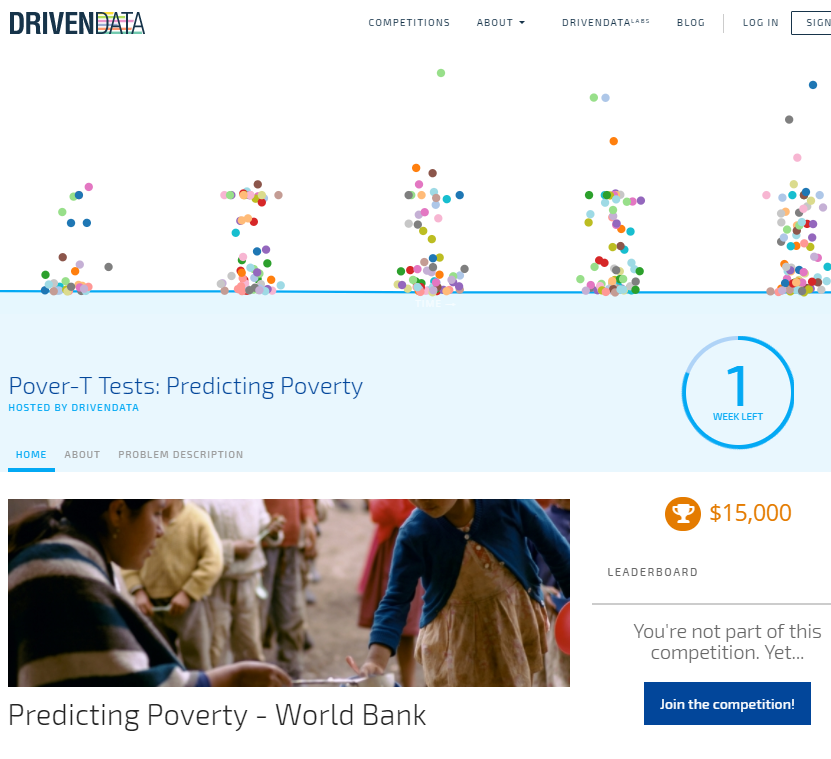 DRIVENDATA
COMPETITIONS ABOUT DRIVENDATALABS BLOG LOG IN SIGN
Pover-T Tests: Predicting Poverty
HOSTED BY DRIVENDATA
1
WEEK LEFT
HOME ABOUT PROBLEM DESCRIPTION
$15,000
LEADERBOARD
You're not part of this
competition. Yet...
Join the competition!
Predicting Poverty - World Bank